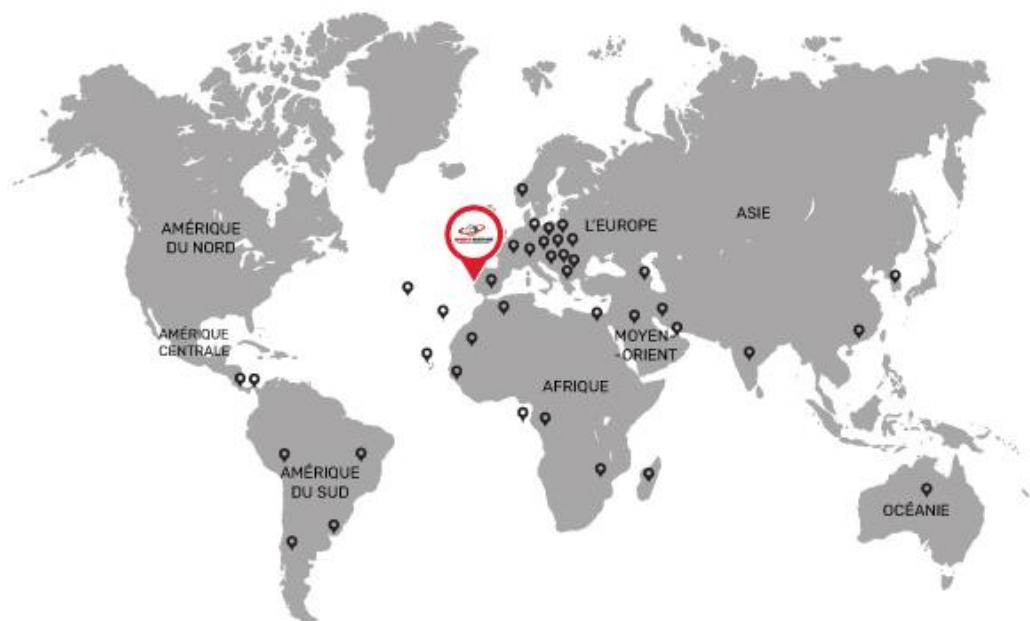 L'EUROPE
ASIE
AMÉRIQUE
DU NORD
AMÉRIQUE
CENTRALE
MOYEN-
-ORIENT
AFRIQUE
AMÉRIQUE
DU SUD
OCÉANIE